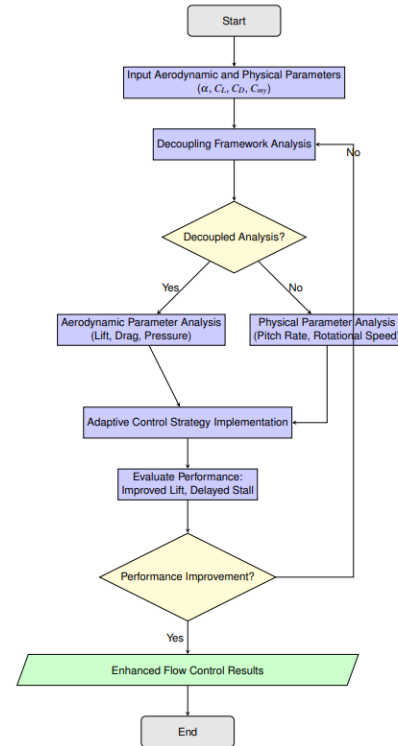 Start
Input Aerodynamic and Physical Parameters
(α, C_L, C_D, C_my)
Decoupling Framework Analysis
No
Decoupled Analysis?
Yes
No
Aerodynamic Parameter Analysis
(Lift, Drag, Pressure)
Physical Parameter Analysis
(Pitch Rate, Rotational Speed)
Adaptive Control Strategy Implementation
Evaluate Performance:
Improved Lift, Delayed Stall
Performance Improvement?
Yes
Enhanced Flow Control Results
End